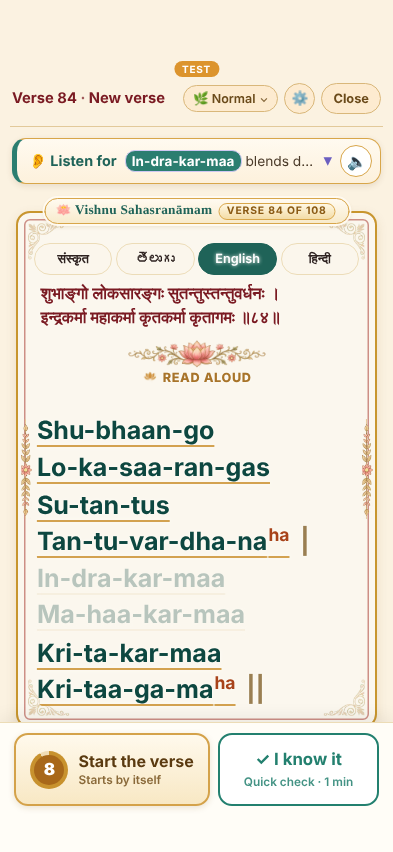 TEST
Verse 84 · New verse
🌿 Normal
⚙️
Close
👂 Listen for In-dra-kar-maa blends d... ▼ 🔈
🪷 Vishnu Sahasranāmam VERSE 84 OF 108
संस्कृत
తెలుగు
English
हिन्दी
शुभाङ्गो लोकसारङ्गः सुतन्तुस्तन्तुवर्धनः ।
इन्द्रकर्मा महाकर्मा कृतकर्मा कृतागमः ॥८४॥
🪷 READ ALOUD
Shu-bhaan-go
Lo-ka-saa-ran-gas
Su-tan-tus
Tan-tu-var-dha-na ha |
In-dra-kar-maa
Ma-haa-kar-maa
Kri-ta-kar-maa
Kri-taa-ga-ma ha ||
8 Start the verse
Starts by itself
✓ I know it
Quick check · 1 min